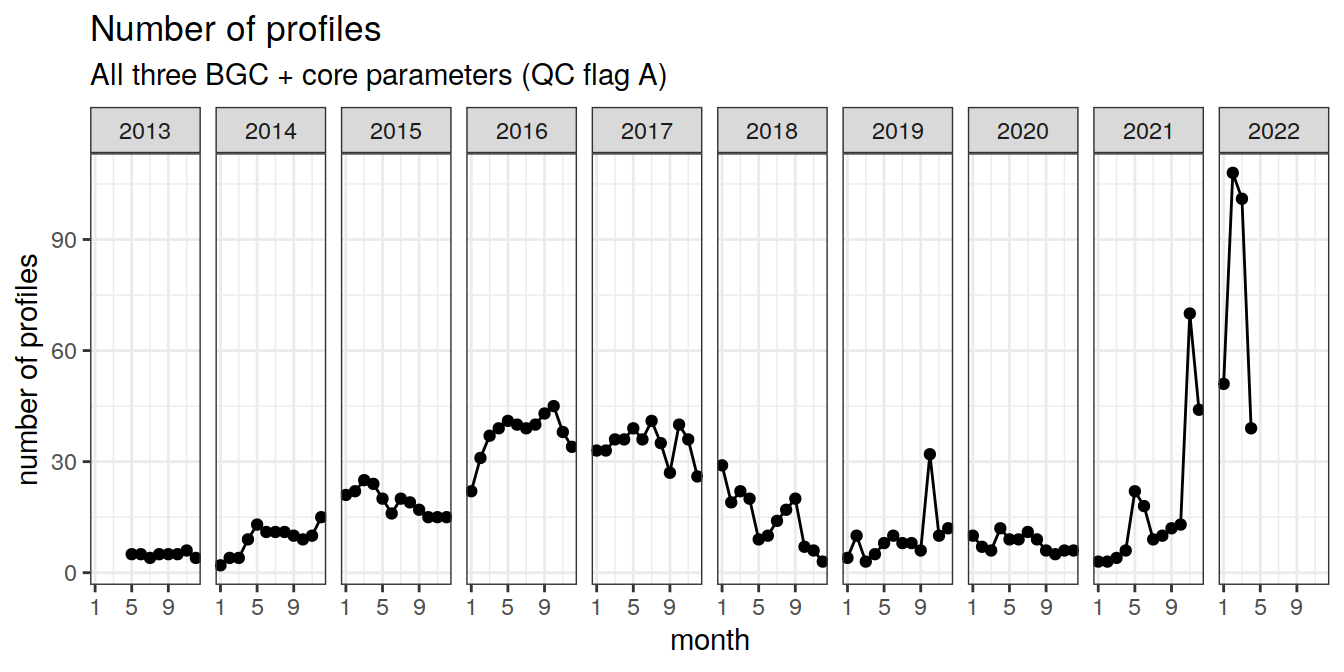 Number of profiles
All three BGC + core parameters (QC flag A)
2013 2014 2015 2016 2017 2018 2019 2020 2021 2022
number of profiles
90
60
30
0
1 5 9 1 5 9 1 5 9 1 5 9 1 5 9 1 5 9 1 5 9 1 5 9 1 5 9 1 5 9
month